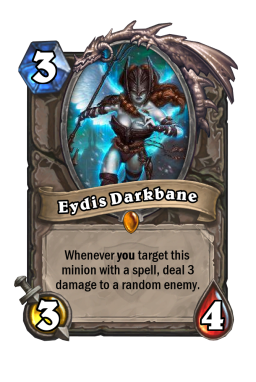 3
Eydis Darkbane
Whenever you target this
minion with a spell, deal 3
damage to a random enemy.
3
4